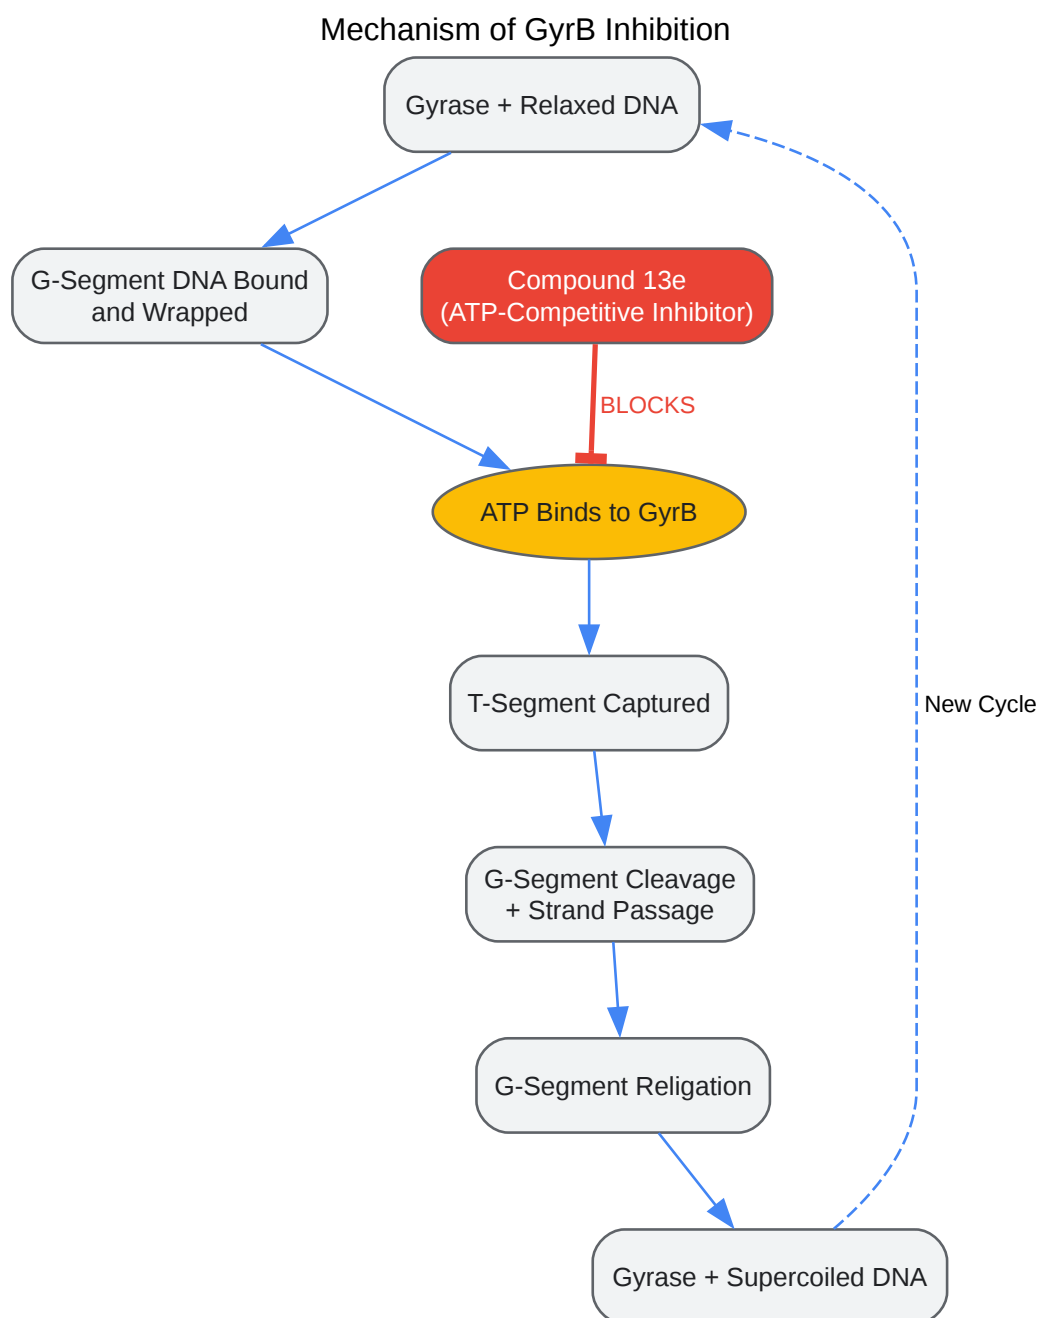 Mechanism of GyrB Inhibition
Gyrase + Relaxed DNA
G-Segment DNA Bound
and Wrapped
Compound 13e
(ATP-Competitive Inhibitor)
BLOCKS
ATP Binds to GyrB
T-Segment Captured
New Cycle
G-Segment Cleavage
+ Strand Passage
G-Segment Religation
Gyrase + Supercoiled DNA